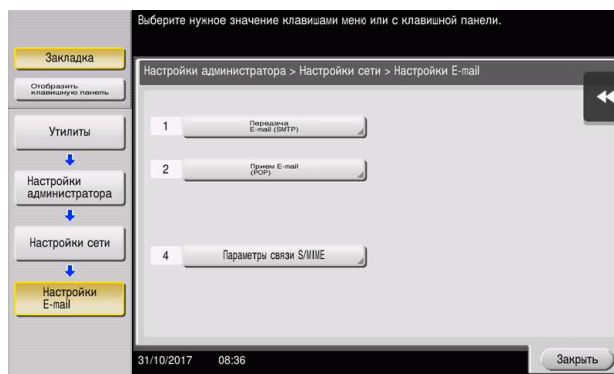 Выберите нужное значение клавишами меню или с клавишной панели.
Закладка
Отобразить
клавишную панель
Утилиты
Настройки
администратора
Настройки сети
Настройки
E-mail
Настройки администратора > Настройки сети > Настройки E-mail
1
Передача
E-mail (SMTP)
2
Прием E-mail
(POP)
4
Параметры связи S/MIME
31/10/2017 08:36
Закрыть